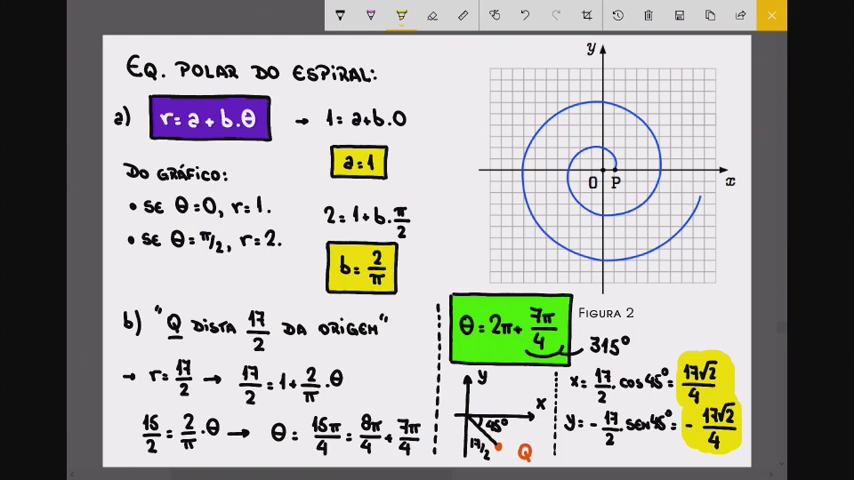 EQ. POLAR DO ESPIRAL:
a) r = a + b.θ → 1 = a + b.0
a = 1
DO GRÁFICO:
• SE θ = 0, r = 1.
• SE θ = π/2, r = 2.
2 = 1 + b.π/2
b = 2/π
y
x
O P
FIGURA 2
b) "Q DISTA 17/2 DA ORIGEM"
→ r = 17/2 → 17/2 = 1 + 2/π.θ
15/2 = 2/π.θ → θ = 15π/4 = 8π/4 + 7π/4
θ = 2π + 7π/4
315°
y
x
45°
17/2
Q
x = 17/2.cos 45° = 17√2/4
y = -17/2.sen 45° = -17√2/4